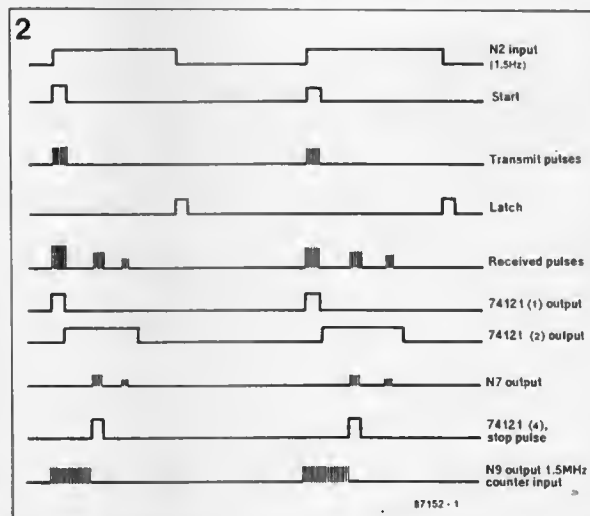 2
N2 input
(1.5Hz)
Start
Transmit pulses
Latch
Received pulses
74121 (1) output
74121 (2) output
N7 output
74121 (4),
stop pulse
N9 output 1.5MHz
counter input
87152 - 1